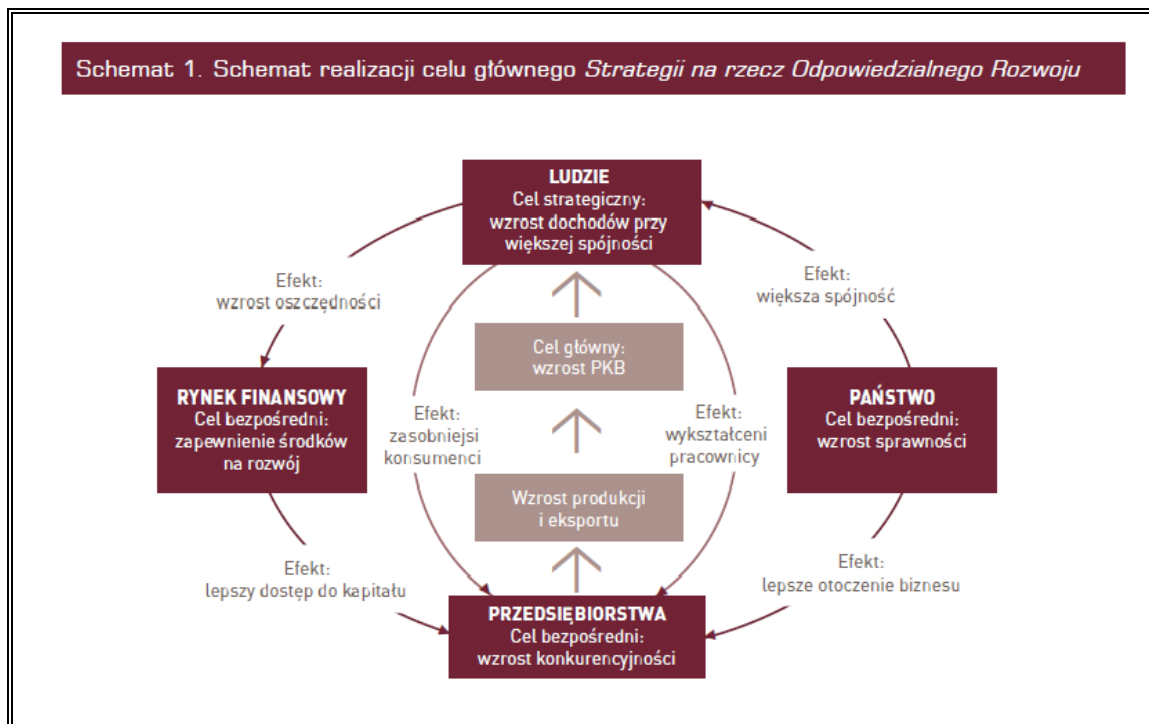 Schemat 1. Schemat realizacji celu głównego Strategii na rzecz Odpowiedzialnego Rozwoju
LUDZIE
Cel strategiczny:
wzrost dochodów przy
większej spójności
Efekt:
wzrost oszczędności
Efekt:
większa spójność
Cel główny:
wzrost PKB
RYNEK FINANSOWY
Cel bezpośredni:
zapewnienie środków
na rozwój
Efekt:
zasobniejsi
konsumenci
Efekt:
wykształceni
pracownicy
PAŃSTWO
Cel bezpośredni:
wzrost sprawności
Wzrost produkcji
i eksportu
Efekt:
lepszy dostęp do kapitału
Efekt:
lepsze otoczenie biznesu
PRZEDSIĘBIORSTWA
Cel bezpośredni:
wzrost konkurencyjności